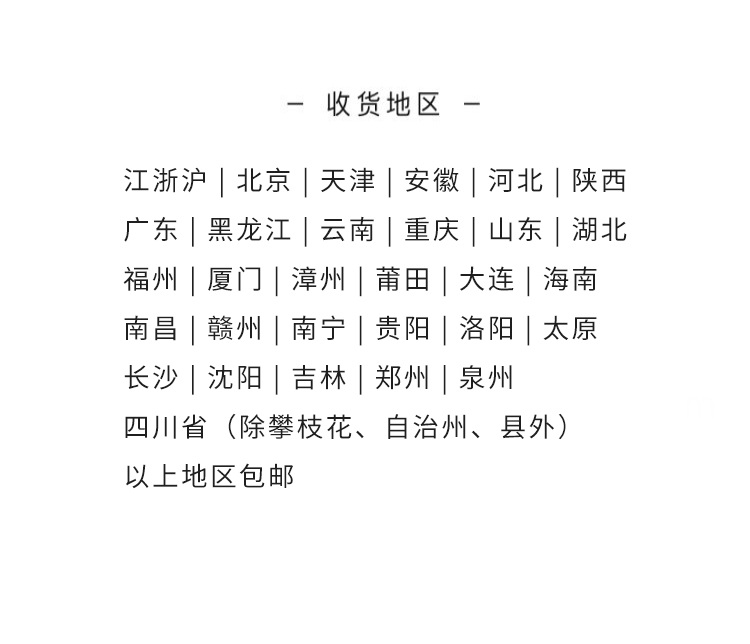 — 收货地区 —
江浙沪 | 北京 | 天津 | 安徽 | 河北 | 陕西
广东 | 黑龙江 | 云南 | 重庆 | 山东 | 湖北
福州 | 厦门 | 漳州 | 莆田 | 大连 | 海南
南昌 | 赣州 | 南宁 | 贵阳 | 洛阳 | 太原
长沙 | 沈阳 | 吉林 | 郑州 | 泉州
四川省（除攀枝花、自治州、县外）
以上地区包邮